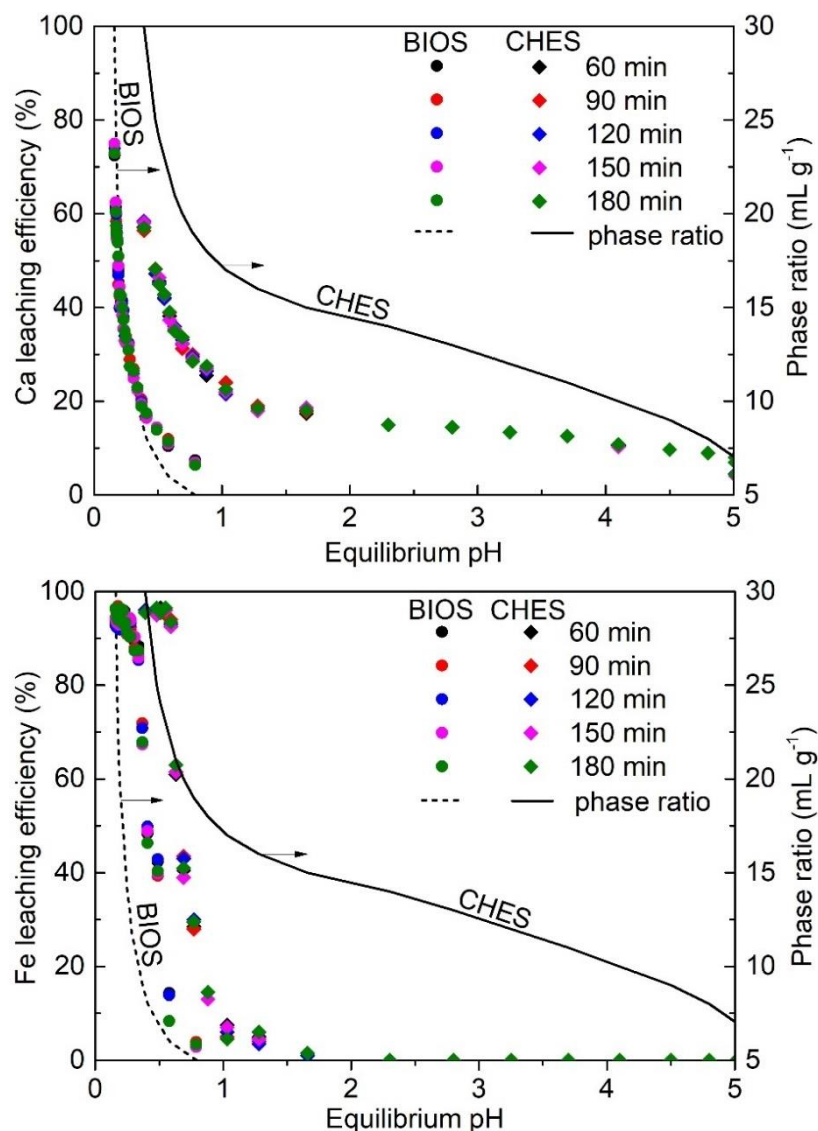 BIOS CHES
60 min
90 min
120 min
150 min
180 min
phase ratio
BIOS
CHES
100
80
60
40
20
0
Ca leaching efficiency (%)
30
25
20
15
10
5
Phase ratio (mL g⁻¹)
0 1 2 3 4 5
Equilibrium pH
BIOS CHES
60 min
90 min
120 min
150 min
180 min
phase ratio
BIOS
CHES
100
80
60
40
20
0
Fe leaching efficiency (%)
30
25
20
15
10
5
Phase ratio (mL g⁻¹)
0 1 2 3 4 5
Equilibrium pH